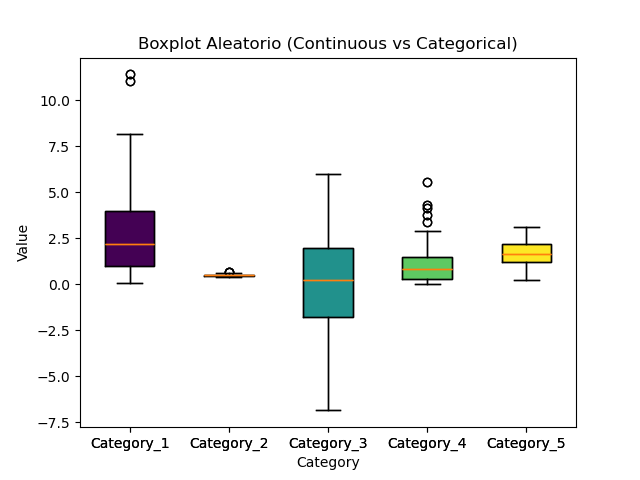 Boxplot Aleatorio (Continuous vs Categorical)
10.0
7.5
5.0
2.5
0.0
−2.5
−5.0
−7.5
Value
Category_1 Category_2 Category_3 Category_4 Category_5
Category